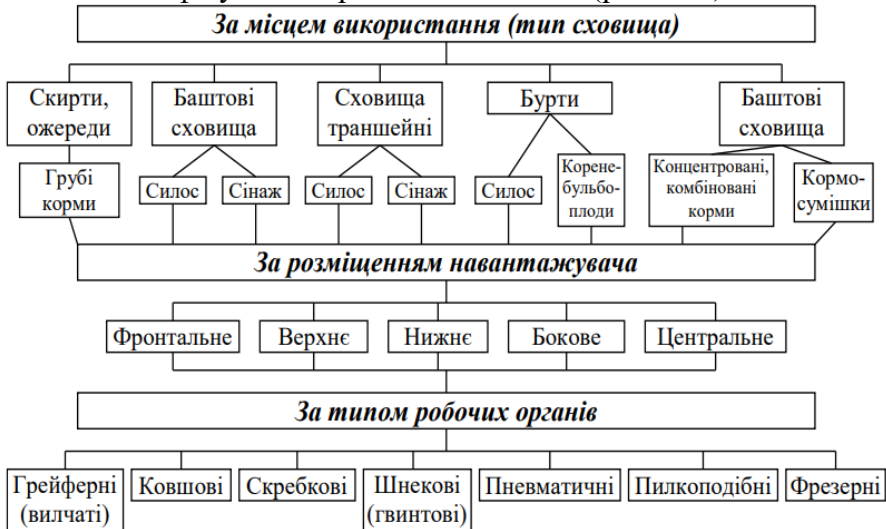 За місцем використання (тип сховища)
Скирти,
ожереди
Баштові
сховища
Сховища
траншейні
Бурти
Баштові
сховища
Грубі
корми
Силос
Сінаж
Силос
Сінаж
Силос
Корене-
бульбо-
плоди
Концентровані,
комбіновані
корми
Кормо-
сумішки
За розміщенням навантажувача
Фронтальне
Верхнє
Нижнє
Бокове
Центральне
За типом робочих органів
Грейферні
(вилчаті)
Ковшові
Скребкові
Шнекові
(гвинтові)
Пневматичні
Пилкоподібні
Фрезерні